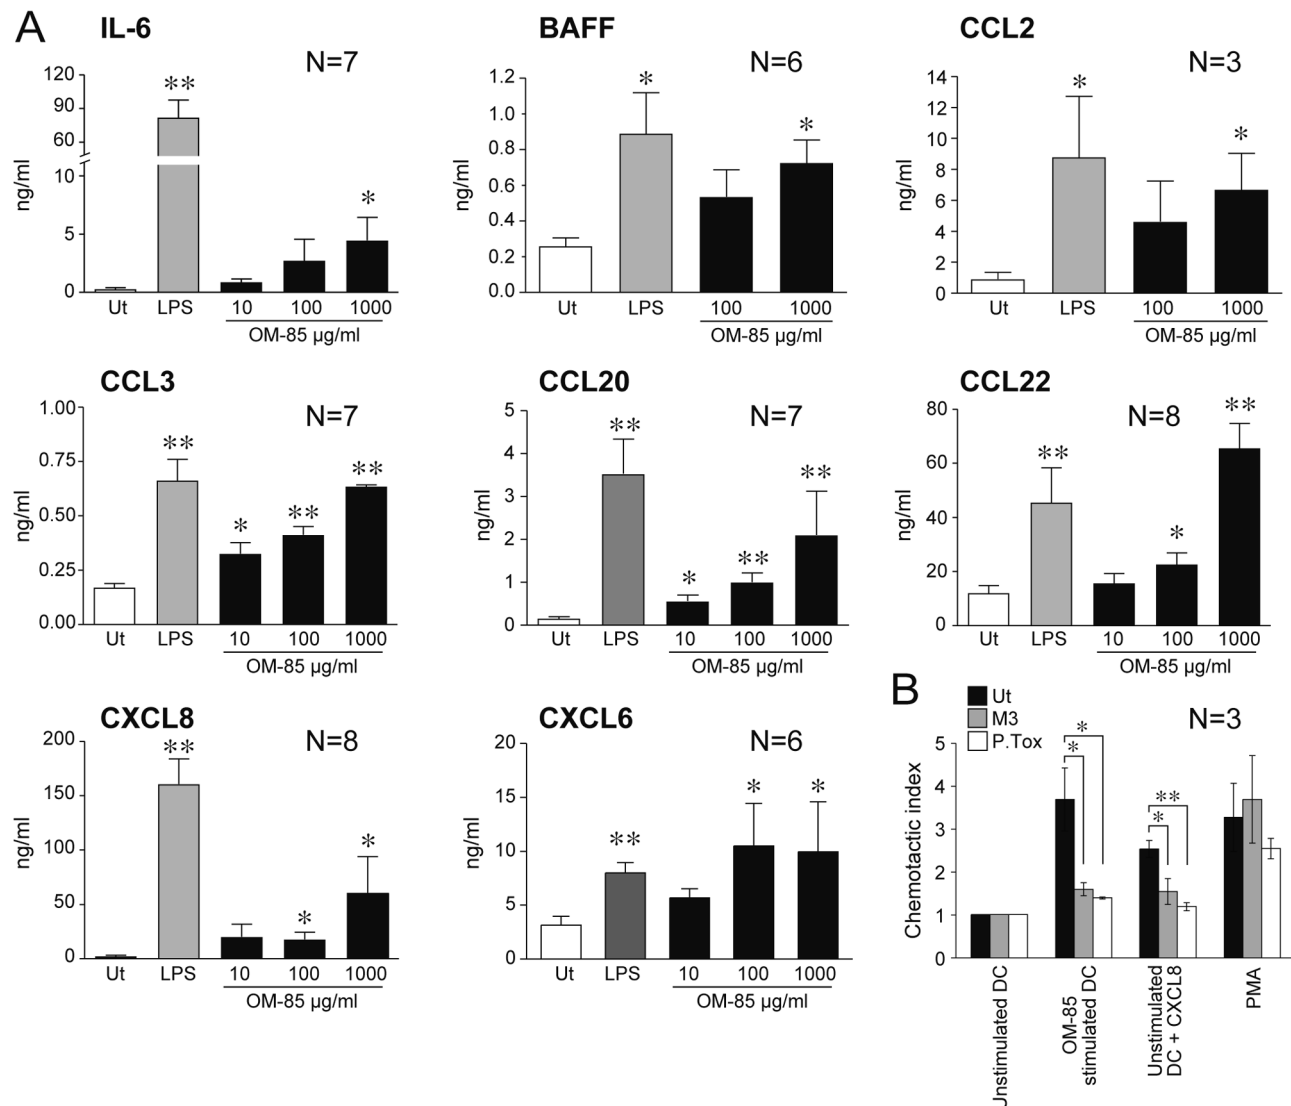 A
IL-6
N=7
**
*
120
90
60
10
5
0
ng/ml
Ut LPS 10 100 1000
OM-85 µg/ml
BAFF
N=6
*
*
1.2
1.0
0.8
0.6
0.4
0.2
0.0
ng/ml
Ut LPS 100 1000
OM-85 µg/ml
CCL2
N=3
*
*
14
12
10
8
6
4
2
0
ng/ml
Ut LPS 100 1000
OM-85 µg/ml
CCL3
N=7
**
*
**
**
1.00
0.75
0.50
0.25
0.00
ng/ml
Ut LPS 10 100 1000
OM-85 µg/ml
CCL20
N=7
**
*
**
**
5
4
3
2
1
0
ng/ml
Ut LPS 10 100 1000
OM-85 µg/ml
CCL22
N=8
**
*
**
80
60
40
20
0
ng/ml
Ut LPS 10 100 1000
OM-85 µg/ml
CXCL8
N=8
**
*
*
200
150
100
50
0
ng/ml
Ut LPS 10 100 1000
OM-85 µg/ml
CXCL6
N=6
**
*
*
20
15
10
5
0
ng/ml
Ut LPS 10 100 1000
OM-85 µg/ml
B
Ut
M3
P.Tox
N=3
*
*
**
*
5
4
3
2
1
0
Chemotactic index
Unstimulated DC
OM-85
stimulated DC
Unstimulated
DC + CXCL8
PMA